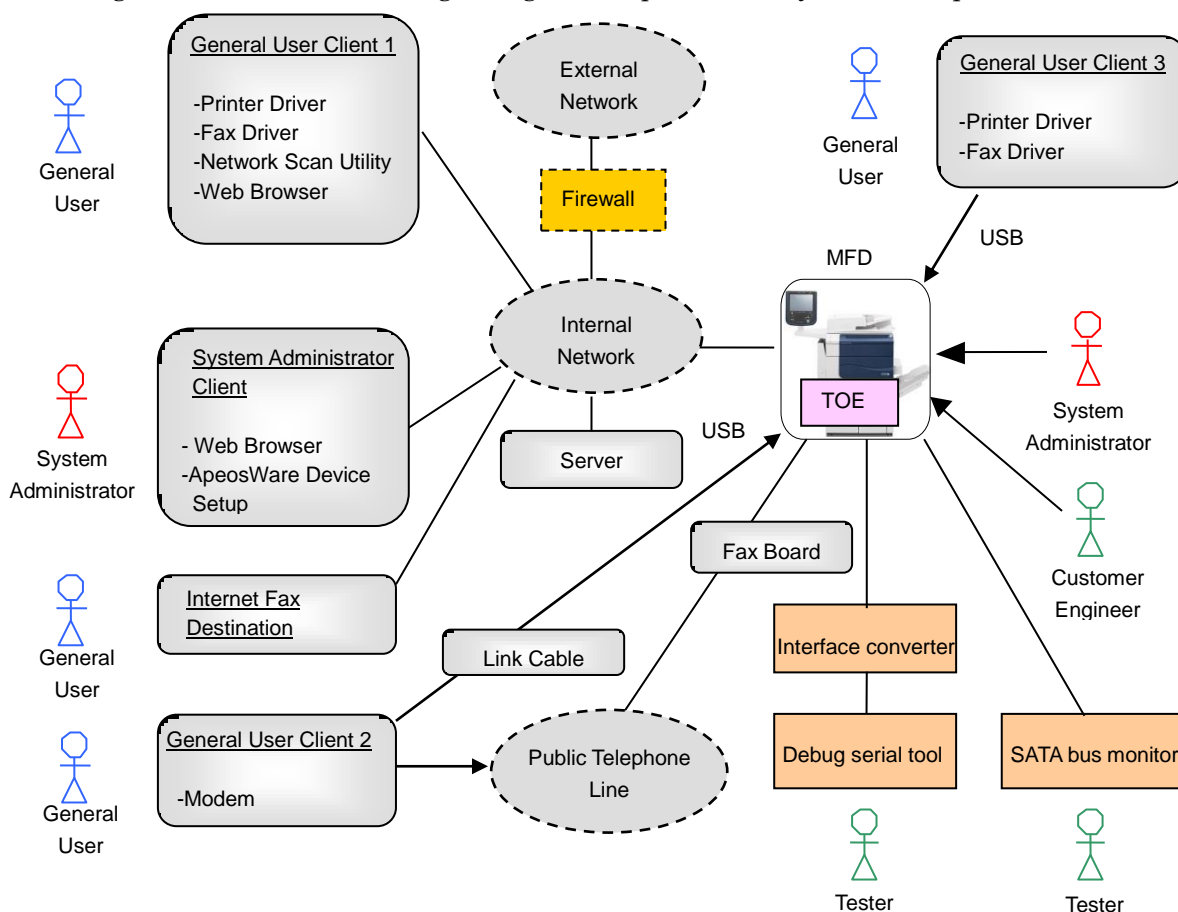 General User Client 1
-Printer Driver
-Fax Driver
-Network Scan Utility
-Web Browser
General
User
External
Network
Firewall
General
User
General User Client 3
-Printer Driver
-Fax Driver
USB
MFD
TOE
Internal
Network
System Administrator
Client
- Web Browser
-ApeosWare Device
Setup
System
Administrator
Server
USB
System
Administrator
Customer
Engineer
Fax Board
Internet Fax
Destination
General
User
Link Cable
Interface converter
General User Client 2
-Modem
General
User
Public Telephone
Line
Debug serial tool
SATA bus monitor
Tester
Tester